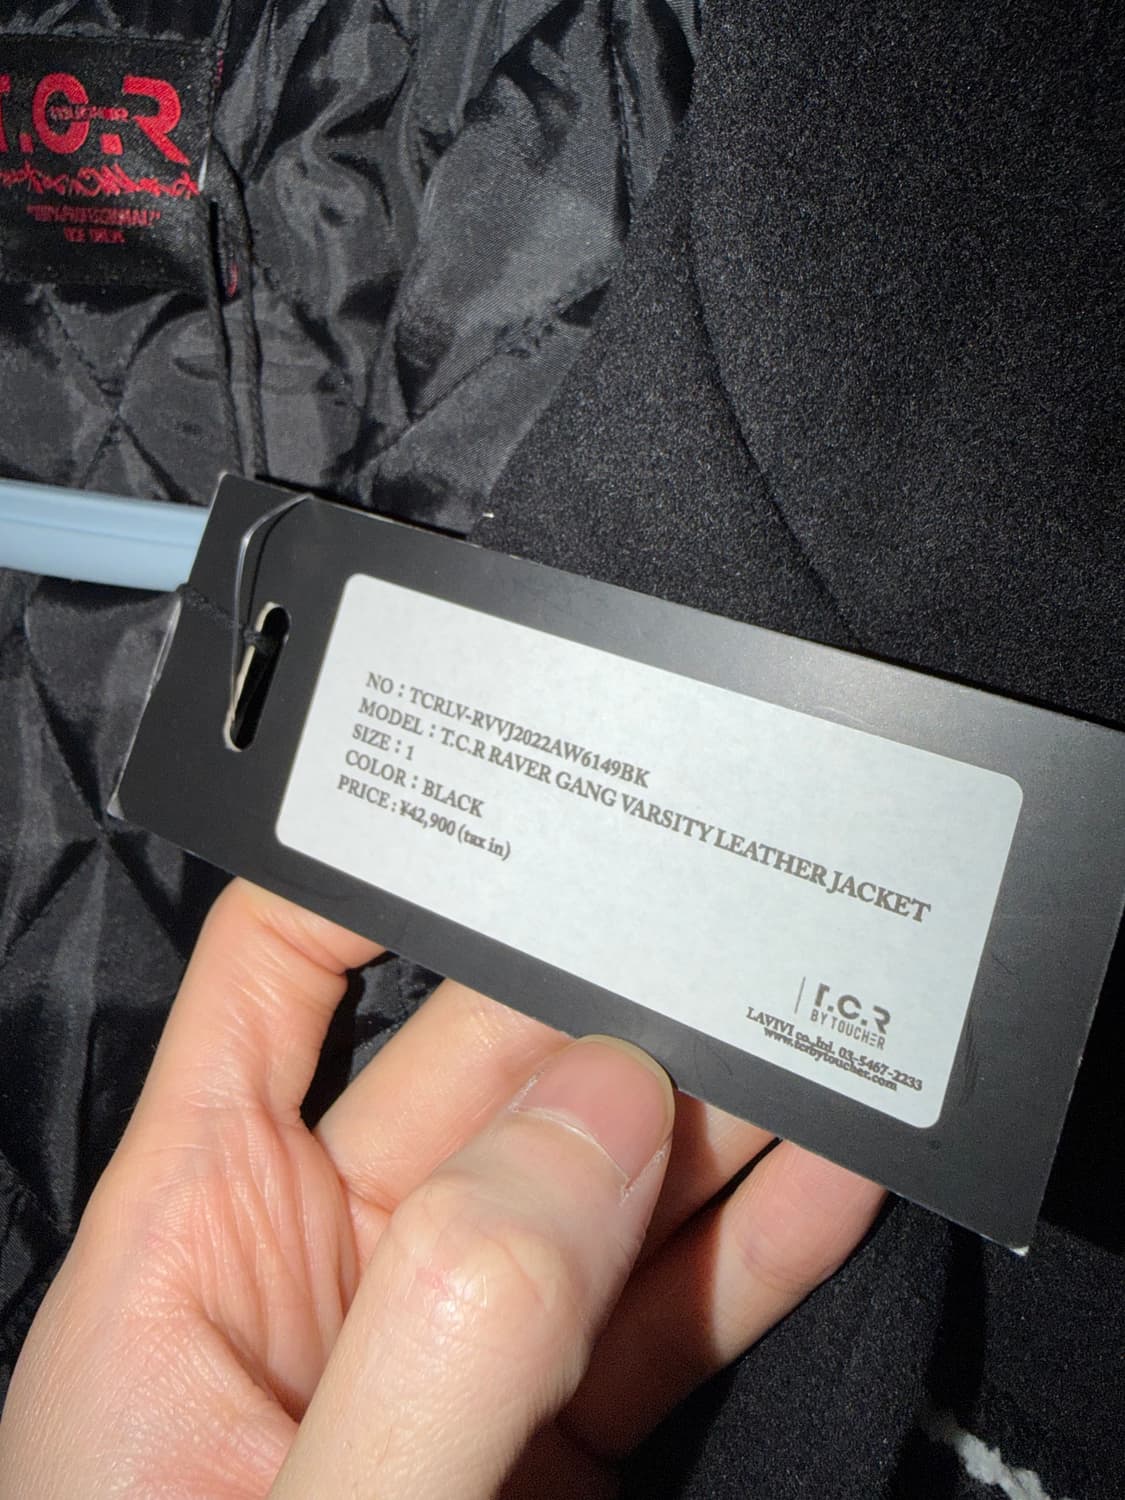 T.C.R
NO : TCRLV-RVVJ2022AW6149BK
MODEL : T.C.R RAVER GANG VARSITY LEATHER JACKET
SIZE : 1
COLOR : BLACK
PRICE : ¥42,900 (tax in)
T.C.R
BY TOUCHER
LAVIVI co.,ltd. 03-5467-2233
www.tcrbytoucher.com